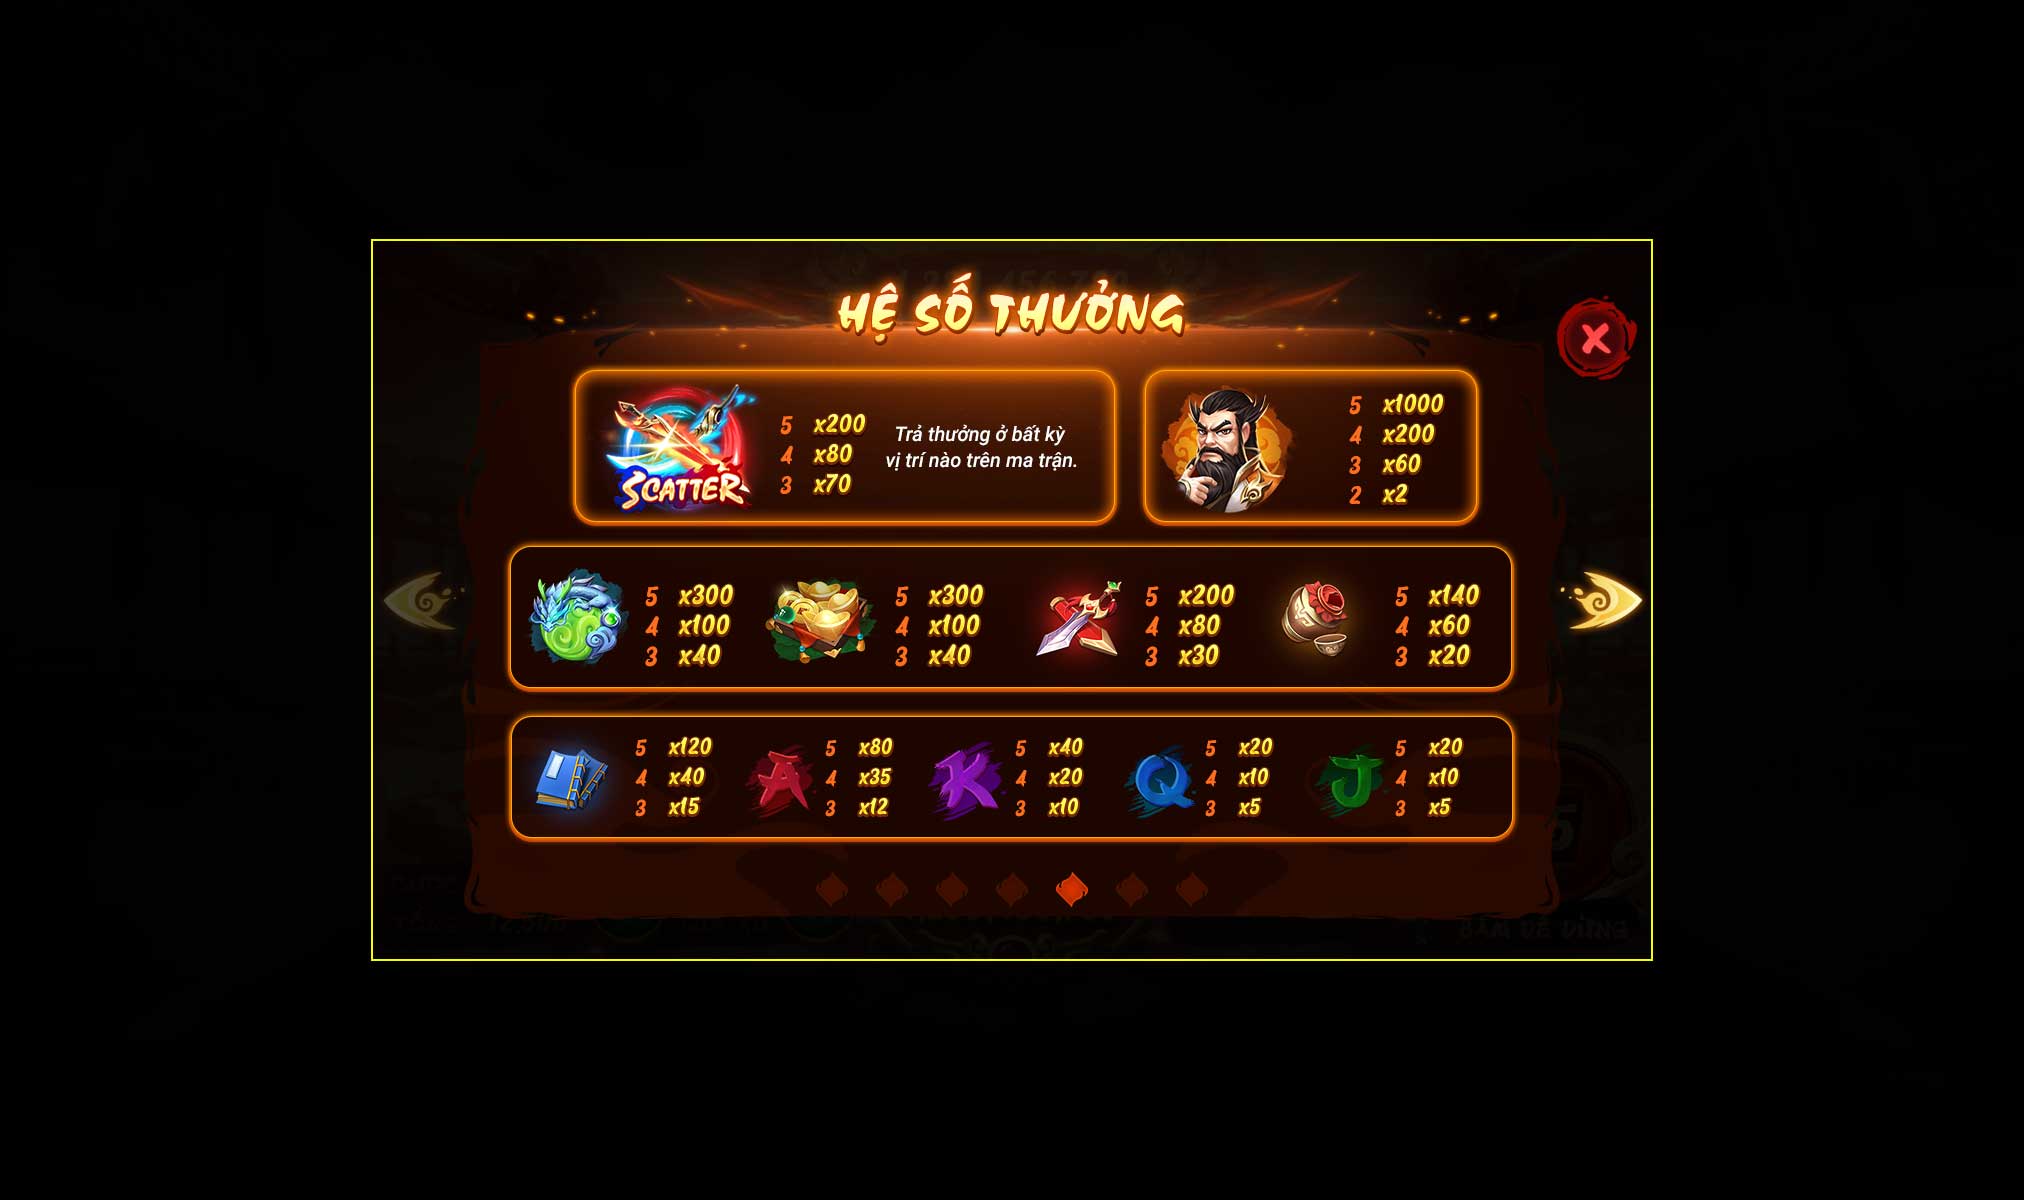 HỆ SỐ THƯỞNG
SCATTER
5 x200
4 x80
3 x70
Trả thưởng ở bất kỳ
vị trí nào trên ma trận.
5 x1000
4 x200
3 x60
2 x2
5 x300
4 x100
3 x40
5 x300
4 x100
3 x40
5 x200
4 x80
3 x30
5 x140
4 x60
3 x20
5 x120
4 x40
3 x15
A
5 x80
4 x35
3 x12
K
5 x40
4 x20
3 x10
Q
5 x20
4 x10
3 x5
J
5 x20
4 x10
3 x5
BẤM ĐỂ DỪNG